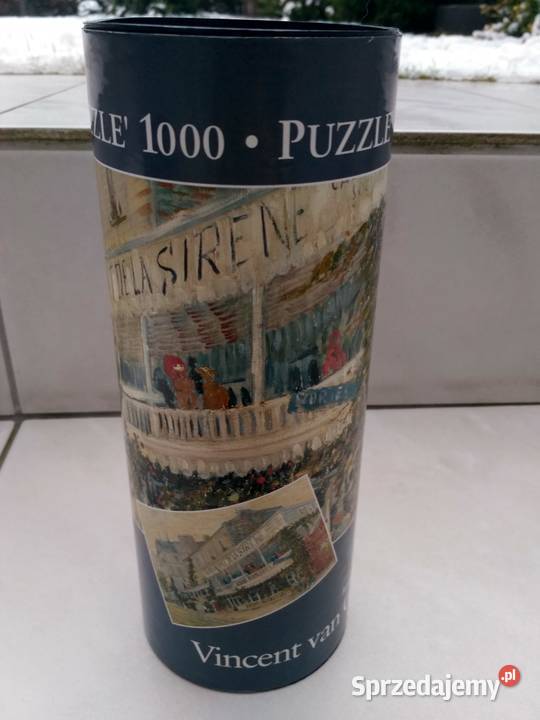 ZLE' 1000 • PUZZLE
DE LA SIRENE
Vincent van
Sprzedajemy.pl